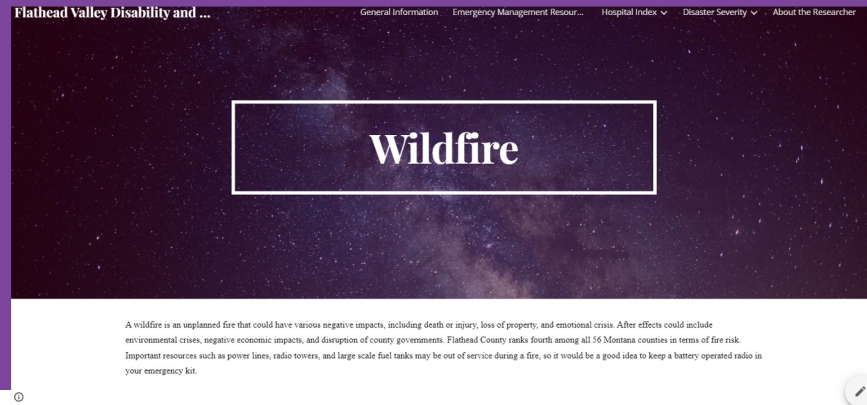 Flathead Valley Disability and ...
General Information Emergency Management Resour... Hospital Index Disaster Severity About the Researcher
Wildfire
A wildfire is an unplanned fire that could have various negative impacts, including death or injury, loss of property, and emotional crisis. After effects could include
environmental crises, negative economic impacts, and disruption of county governments. Flathead County ranks fourth among all 56 Montana counties in terms of fire risk.
Important resources such as power lines, radio towers, and large scale fuel tanks may be out of service during a fire, so it would be a good idea to keep a battery operated radio in
your emergency kit.